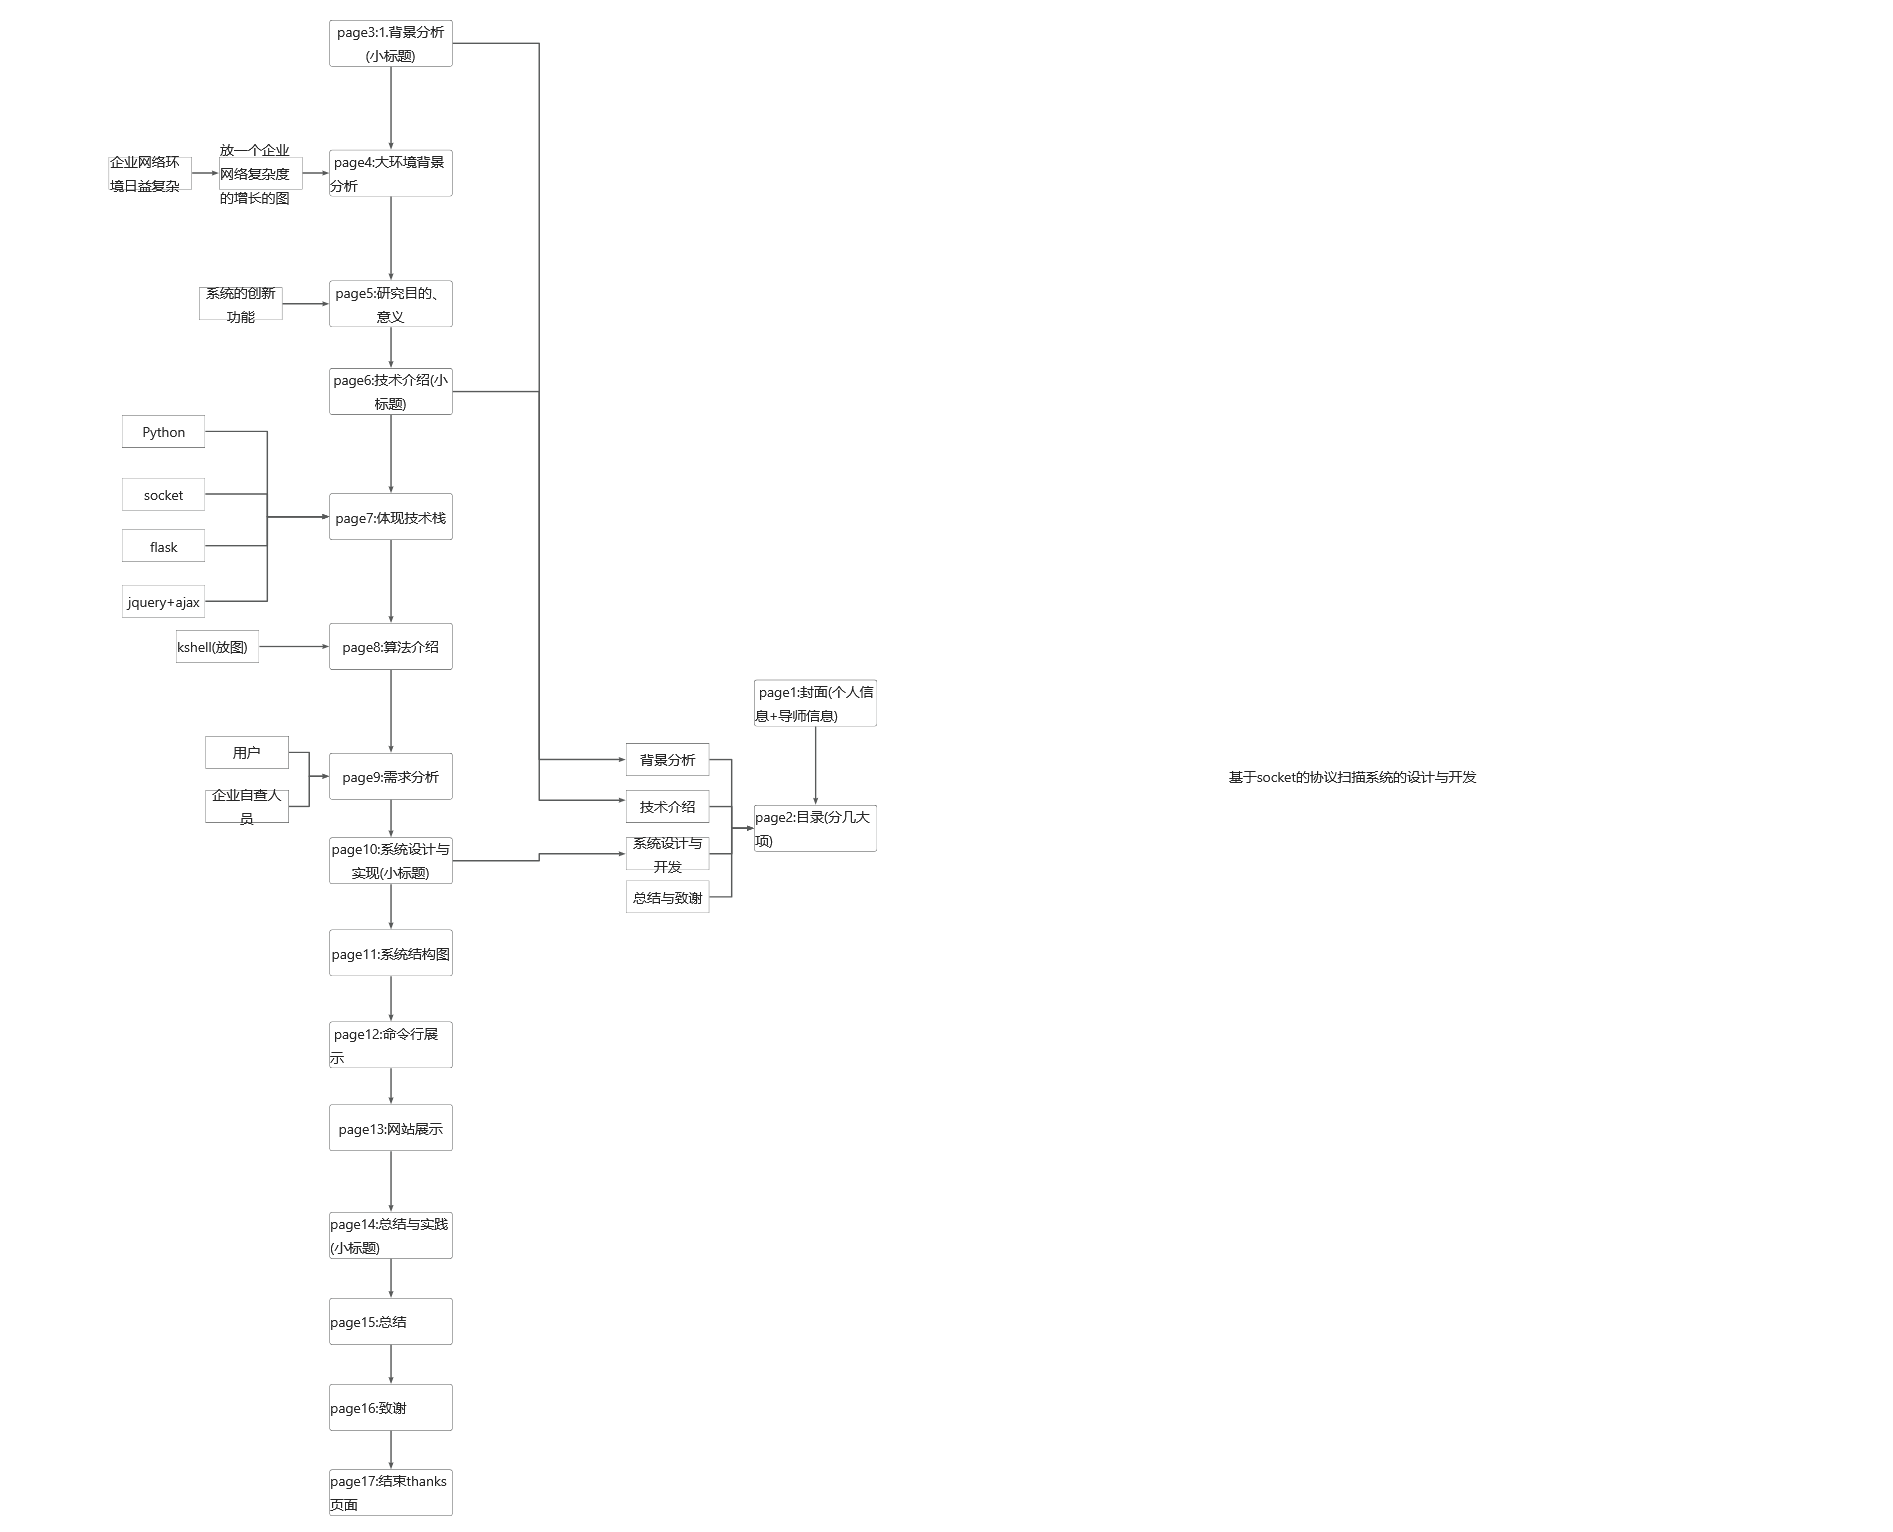 page3:1.背景分析
(小标题)
企业网络环
境日益复杂
放一个企业
网络复杂度
的增长的图
page4:大环境背景
分析
系统的创新
功能
page5:研究目的、
意义
page6:技术介绍(小
标题)
Python
socket
flask
jquery+ajax
page7:体现技术栈
kshell(放图)
page8:算法介绍
用户
企业自查人
员
page9:需求分析
page10:系统设计与
实现(小标题)
page11:系统结构图
page12:命令行展
示
page13:网站展示
page14:总结与实践
(小标题)
page15:总结
page16:致谢
page17:结束thanks
页面
背景分析
技术介绍
系统设计与
开发
总结与致谢
page1:封面(个人信
息+导师信息)
page2:目录(分几大
项)
基于socket的协议扫描系统的设计与开发